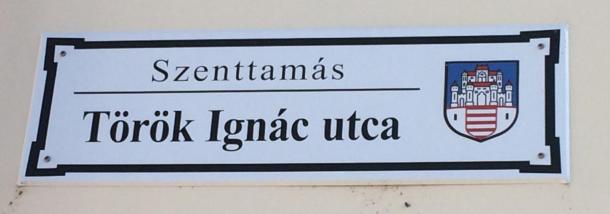 Szenttamás
Török Ignác utca